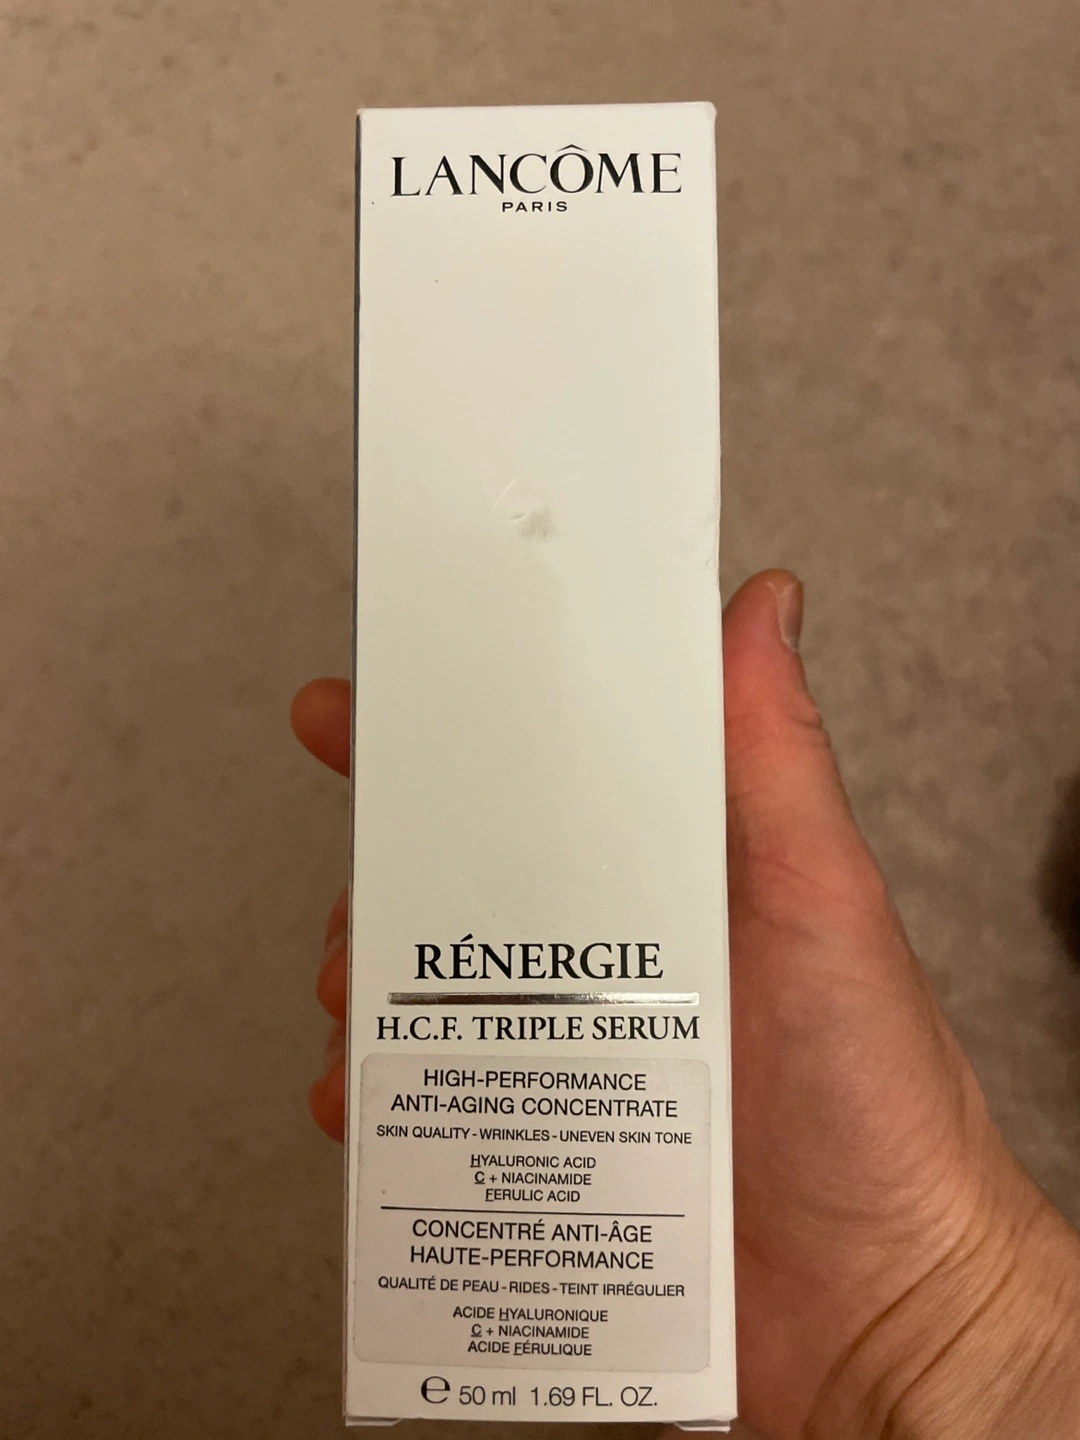 LANCÔME
PARIS
RÉNERGIE
H.C.F. TRIPLE SERUM
HIGH-PERFORMANCE
ANTI-AGING CONCENTRATE
SKIN QUALITY - WRINKLES - UNEVEN SKIN TONE
HYALURONIC ACID
C + NIACINAMIDE
FERULIC ACID
CONCENTRÉ ANTI-ÂGE
HAUTE-PERFORMANCE
QUALITÉ DE PEAU - RIDES - TEINT IRRÉGULIER
ACIDE HYALURONIQUE
C + NIACINAMIDE
ACIDE FÉRULIQUE
℮ 50 ml 1.69 FL. OZ.